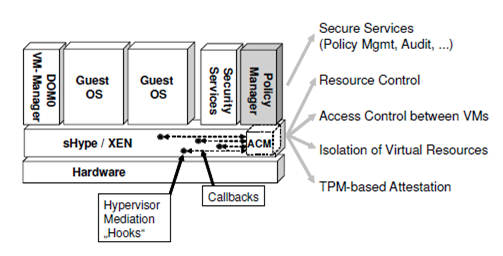 DOM0
VM- Manager
Guest
OS
Guest
OS
Security
Services
Policy
Manager
sHype / XEN
ACM
Hardware
Hypervisor
Mediation
„Hooks“
Callbacks
Secure Services
(Policy Mgmt, Audit, ...)
Resource Control
Access Control between VMs
Isolation of Virtual Resources
TPM-based Attestation